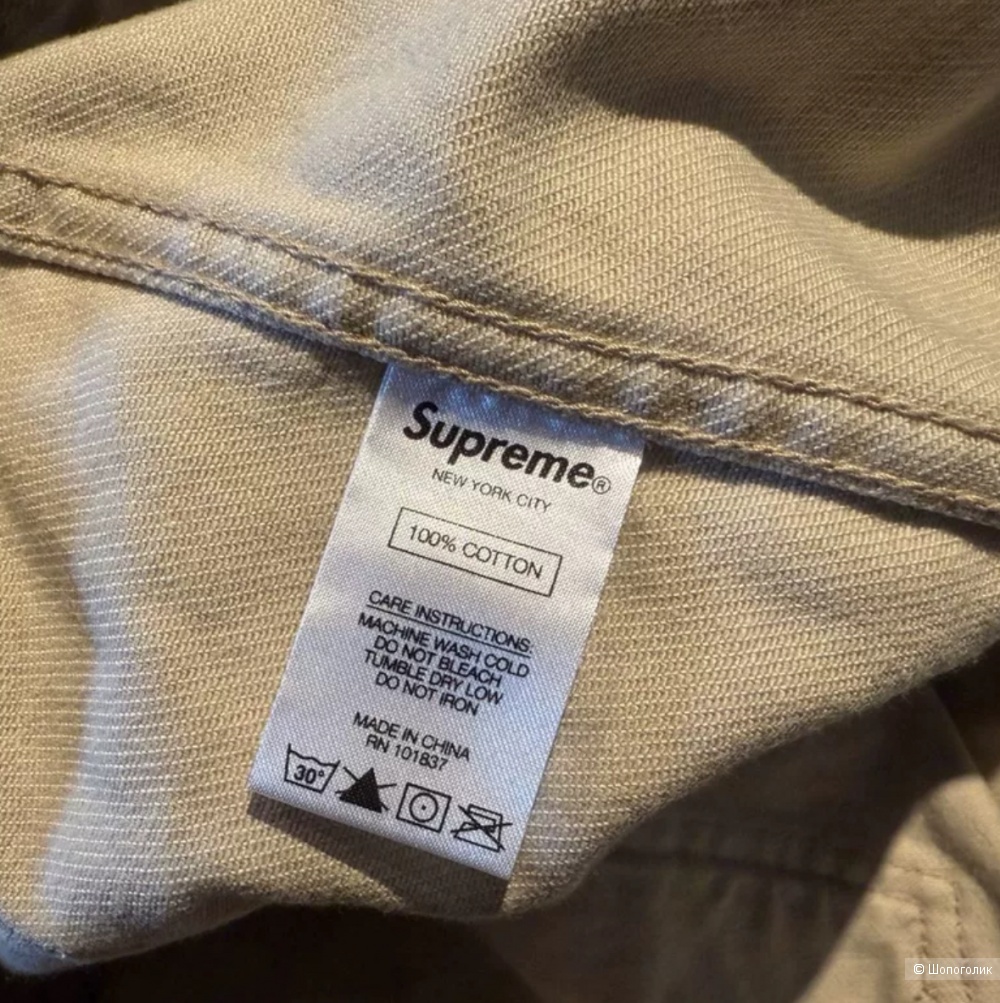 Supreme®
NEW YORK CITY
100% COTTON
CARE INSTRUCTIONS:
MACHINE WASH COLD
DO NOT BLEACH
TUMBLE DRY LOW
DO NOT IRON
MADE IN CHINA
RN 101837
30°
© Шопоголик